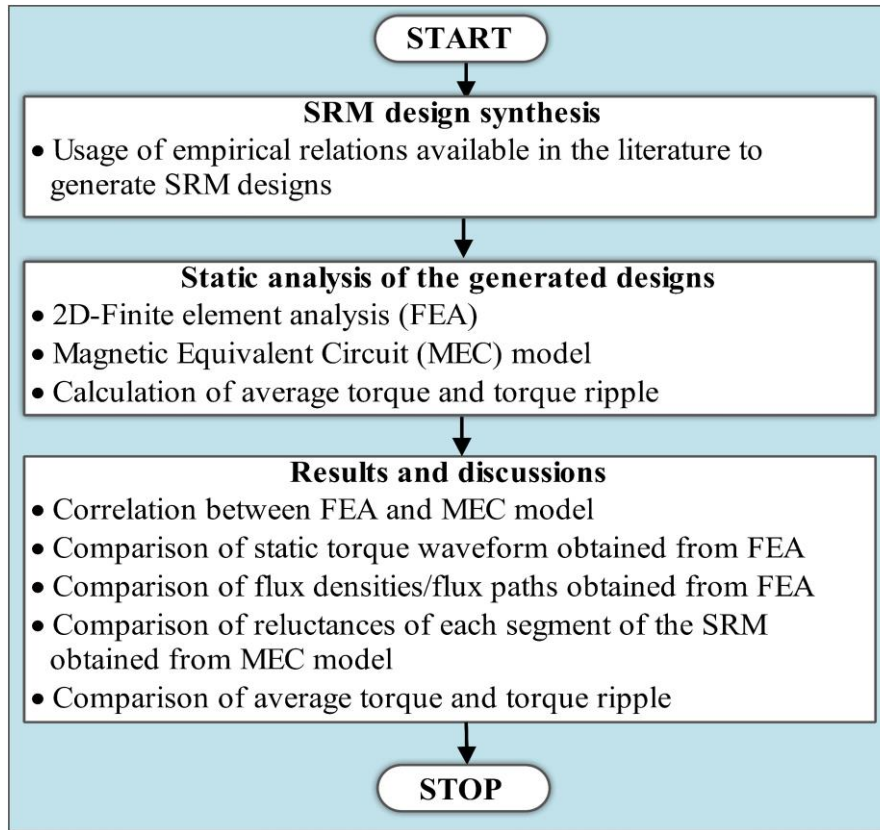 START
SRM design synthesis
• Usage of empirical relations available in the literature to
generate SRM designs
Static analysis of the generated designs
• 2D-Finite element analysis (FEA)
• Magnetic Equivalent Circuit (MEC) model
• Calculation of average torque and torque ripple
Results and discussions
• Correlation between FEA and MEC model
• Comparison of static torque waveform obtained from FEA
• Comparison of flux densities/flux paths obtained from FEA
• Comparison of reluctances of each segment of the SRM
obtained from MEC model
• Comparison of average torque and torque ripple
STOP